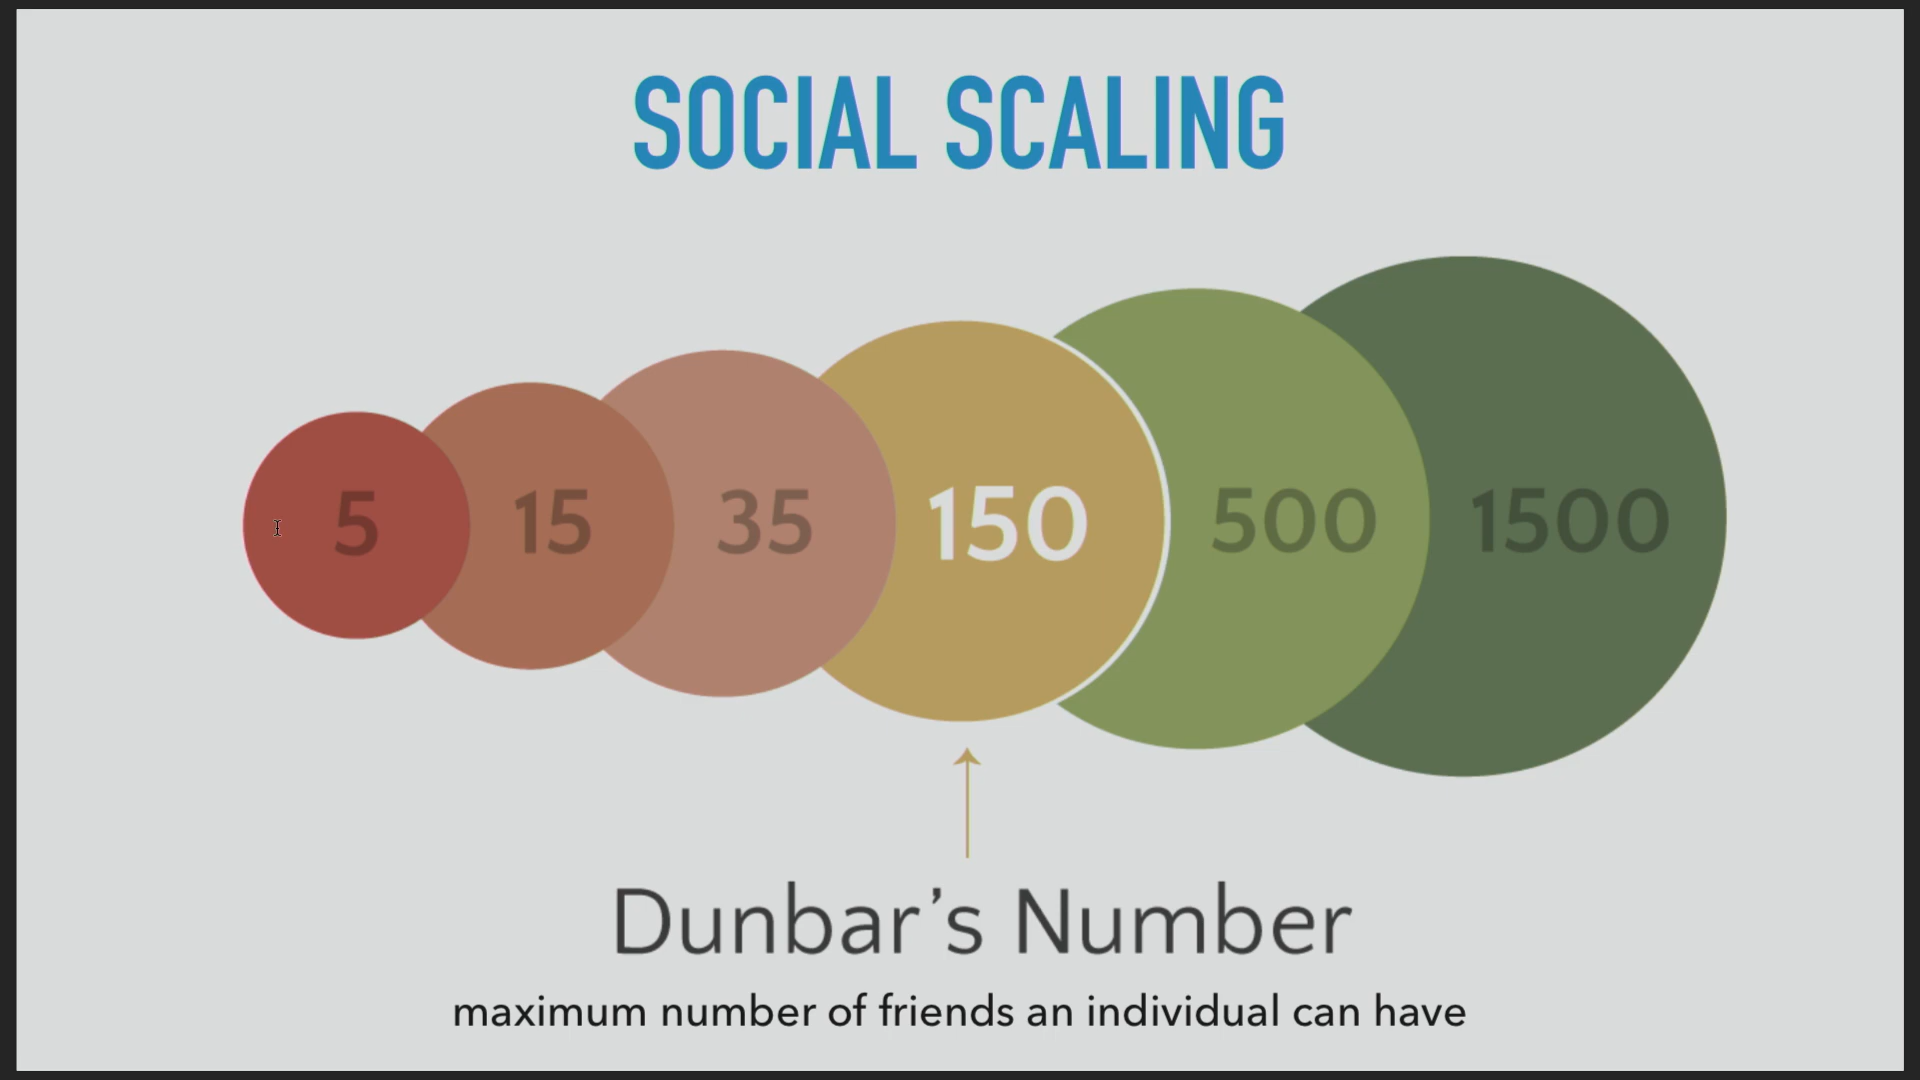 SOCIAL SCALING
5 15 35 150 500 1500
Dunbar’s Number
maximum number of friends an individual can have